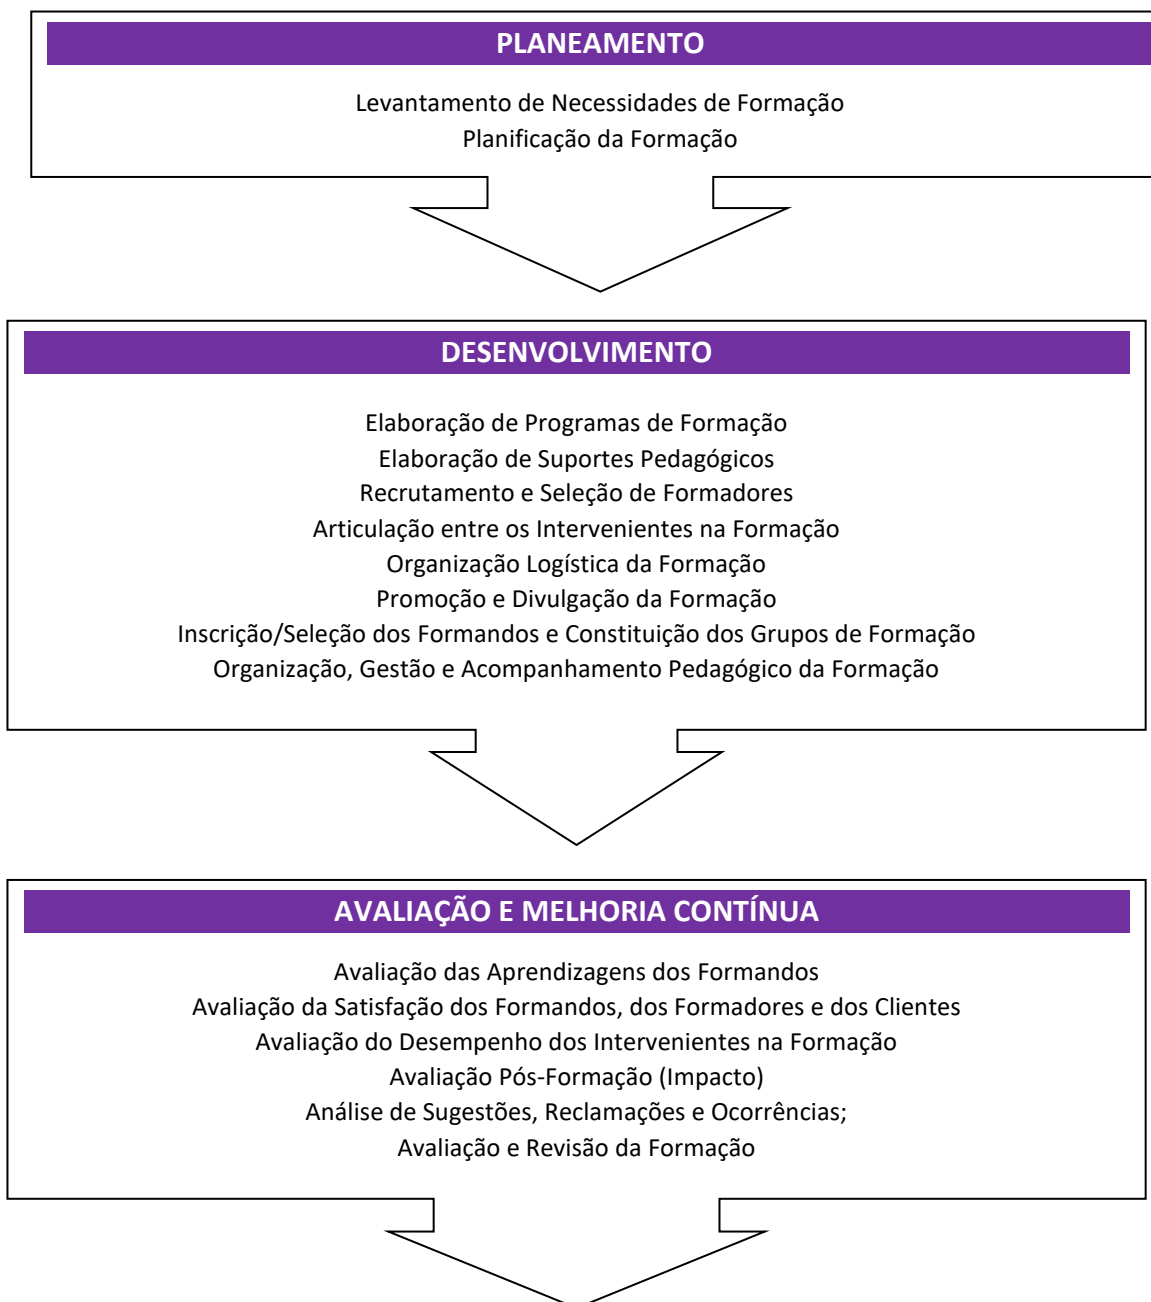 PLANEAMENTO
Levantamento de Necessidades de Formação
Planificação da Formação
DESENVOLVIMENTO
Elaboração de Programas de Formação
Elaboração de Suportes Pedagógicos
Recrutamento e Seleção de Formadores
Articulação entre os Intervenientes na Formação
Organização Logística da Formação
Promoção e Divulgação da Formação
Inscrição/Seleção dos Formandos e Constituição dos Grupos de Formação
Organização, Gestão e Acompanhamento Pedagógico da Formação
AVALIAÇÃO E MELHORIA CONTÍNUA
Avaliação das Aprendizagens dos Formandos
Avaliação da Satisfação dos Formandos, dos Formadores e dos Clientes
Avaliação do Desempenho dos Intervenientes na Formação
Avaliação Pós-Formação (Impacto)
Análise de Sugestões, Reclamações e Ocorrências;
Avaliação e Revisão da Formação